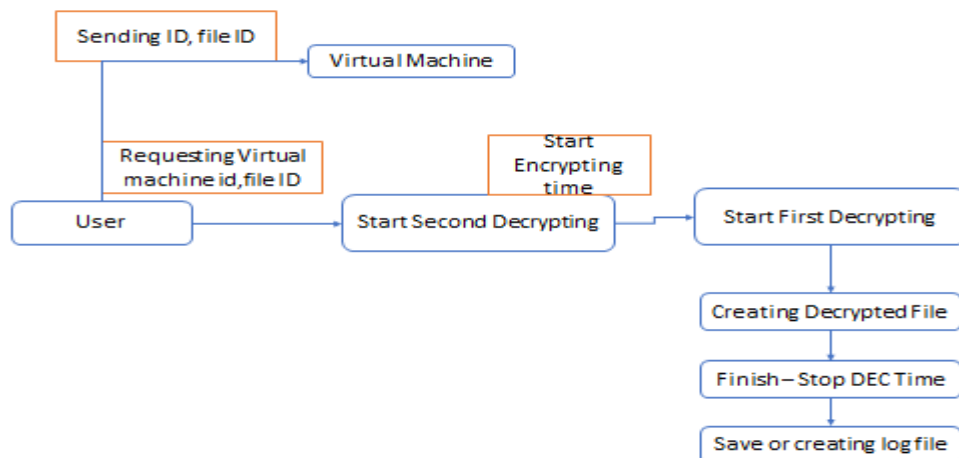 Sending ID, file ID
Virtual Machine
Requesting Virtual
machine id,file ID
Start
Encrypting
time
User
Start Second Decrypting
Start First Decrypting
Creating Decrypted File
Finish – Stop DEC Time
Save or creating log file